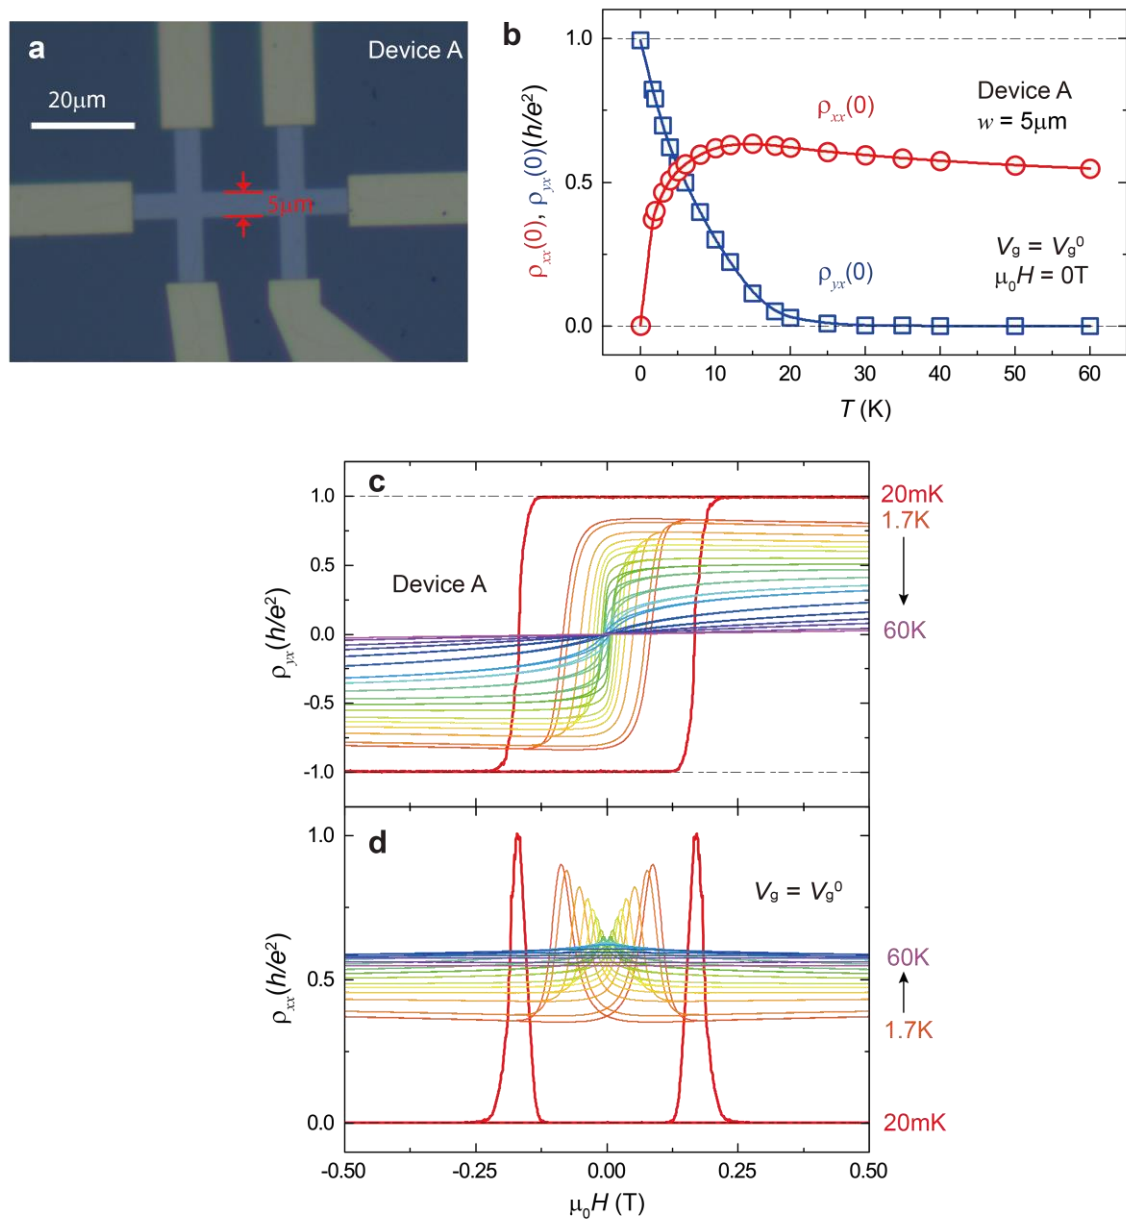 a
Device A
20μm
5μm
b
1.0
0.5
0.0
ρxx(0), ρyx(0)(h/e²)
ρxx(0)
Device A
w = 5μm
ρyx(0)
Vg = Vg⁰
μ₀H = 0T
0 10 20 30 40 50 60
T (K)
c
1.0
0.5
0.0
-0.5
-1.0
ρyx(h/e²)
Device A
20mK
1.7K
60K
d
1.0
0.5
0.0
ρxx(h/e²)
Vg = Vg⁰
60K
1.7K
20mK
-0.50 -0.25 0.00 0.25 0.50
μ₀H (T)